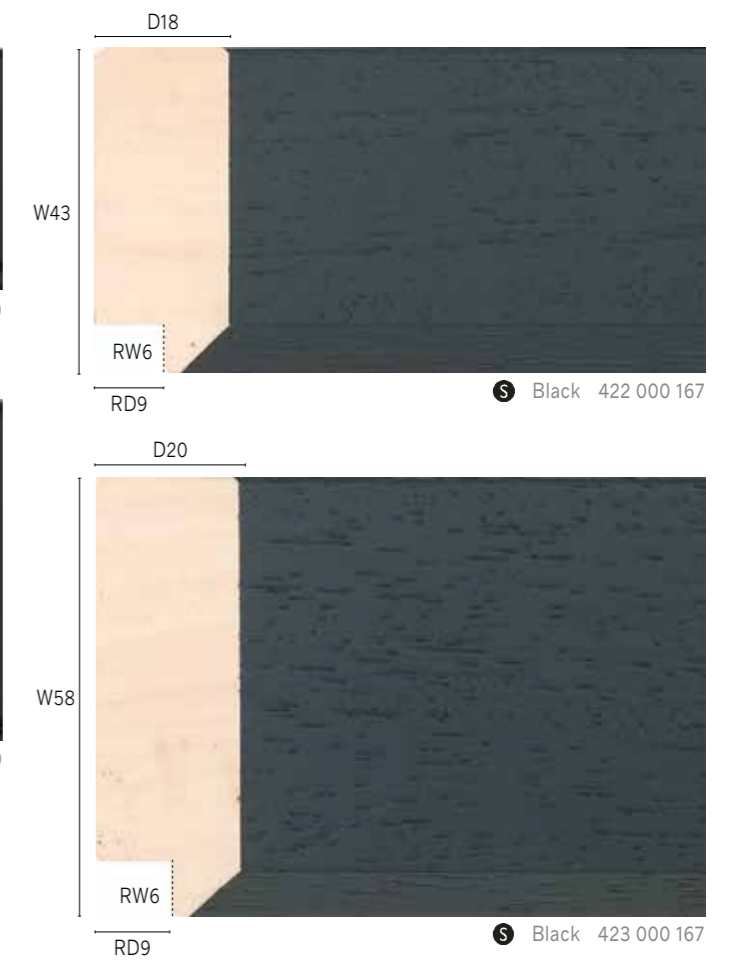 D18
W43
RW6
RD9
S Black 422 000 167
D20
W58
RW6
RD9
S Black 423 000 167